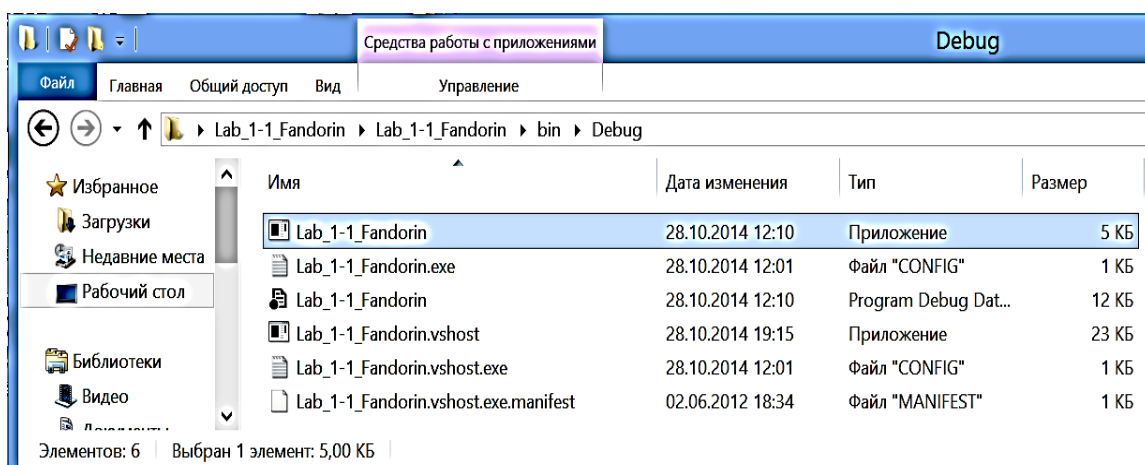 Средства работы с приложениями Debug
Файл Главная Общий доступ Вид Управление
Lab_1-1_Fandorin Lab_1-1_Fandorin bin Debug
Избранное Имя Дата изменения Тип Размер
Загрузки Lab_1-1_Fandorin 28.10.2014 12:10 Приложение 5 КБ
Недавние места Lab_1-1_Fandorin.exe 28.10.2014 12:01 Файл "CONFIG" 1 КБ
Рабочий стол Lab_1-1_Fandorin 28.10.2014 12:10 Program Debug Dat... 12 КБ
Lab_1-1_Fandorin.vshost 28.10.2014 19:15 Приложение 23 КБ
Библиотеки Lab_1-1_Fandorin.vshost.exe 28.10.2014 12:01 Файл "CONFIG" 1 КБ
Видео Lab_1-1_Fandorin.vshost.exe.manifest 02.06.2012 18:34 Файл "MANIFEST" 1 КБ
Элементов: 6 Выбран 1 элемент: 5,00 КБ